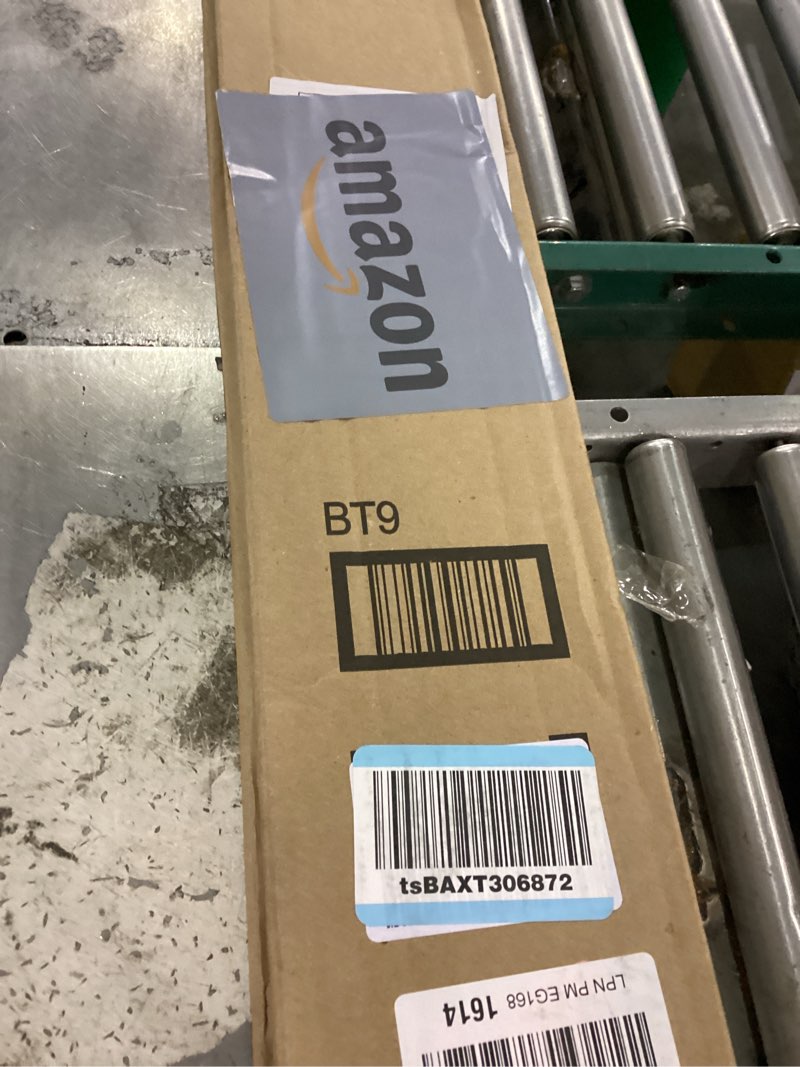 amazon
BT9
tsBAXT306872
LPN PM EG168 1614